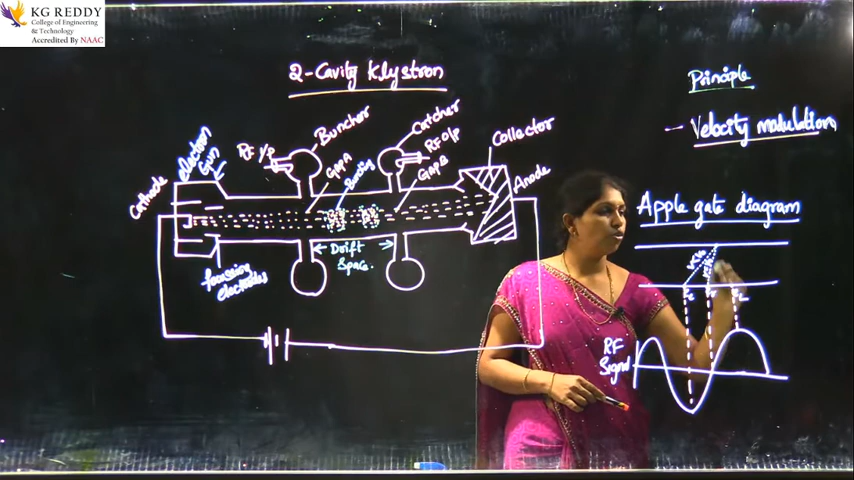 KG REDDY
College of Engineering
& Technology
Accredited By NAAC
2-Cavity Klystron
Principle
- Velocity modulation
Cathode
electron
Gun
RF I/P
Buncher
Gap A
Bunching
Catcher
RF O/P
Gap B
Collector
Anode
focussing
electrodes
Drift
Space.
Apple gate diagram
RF
Signal